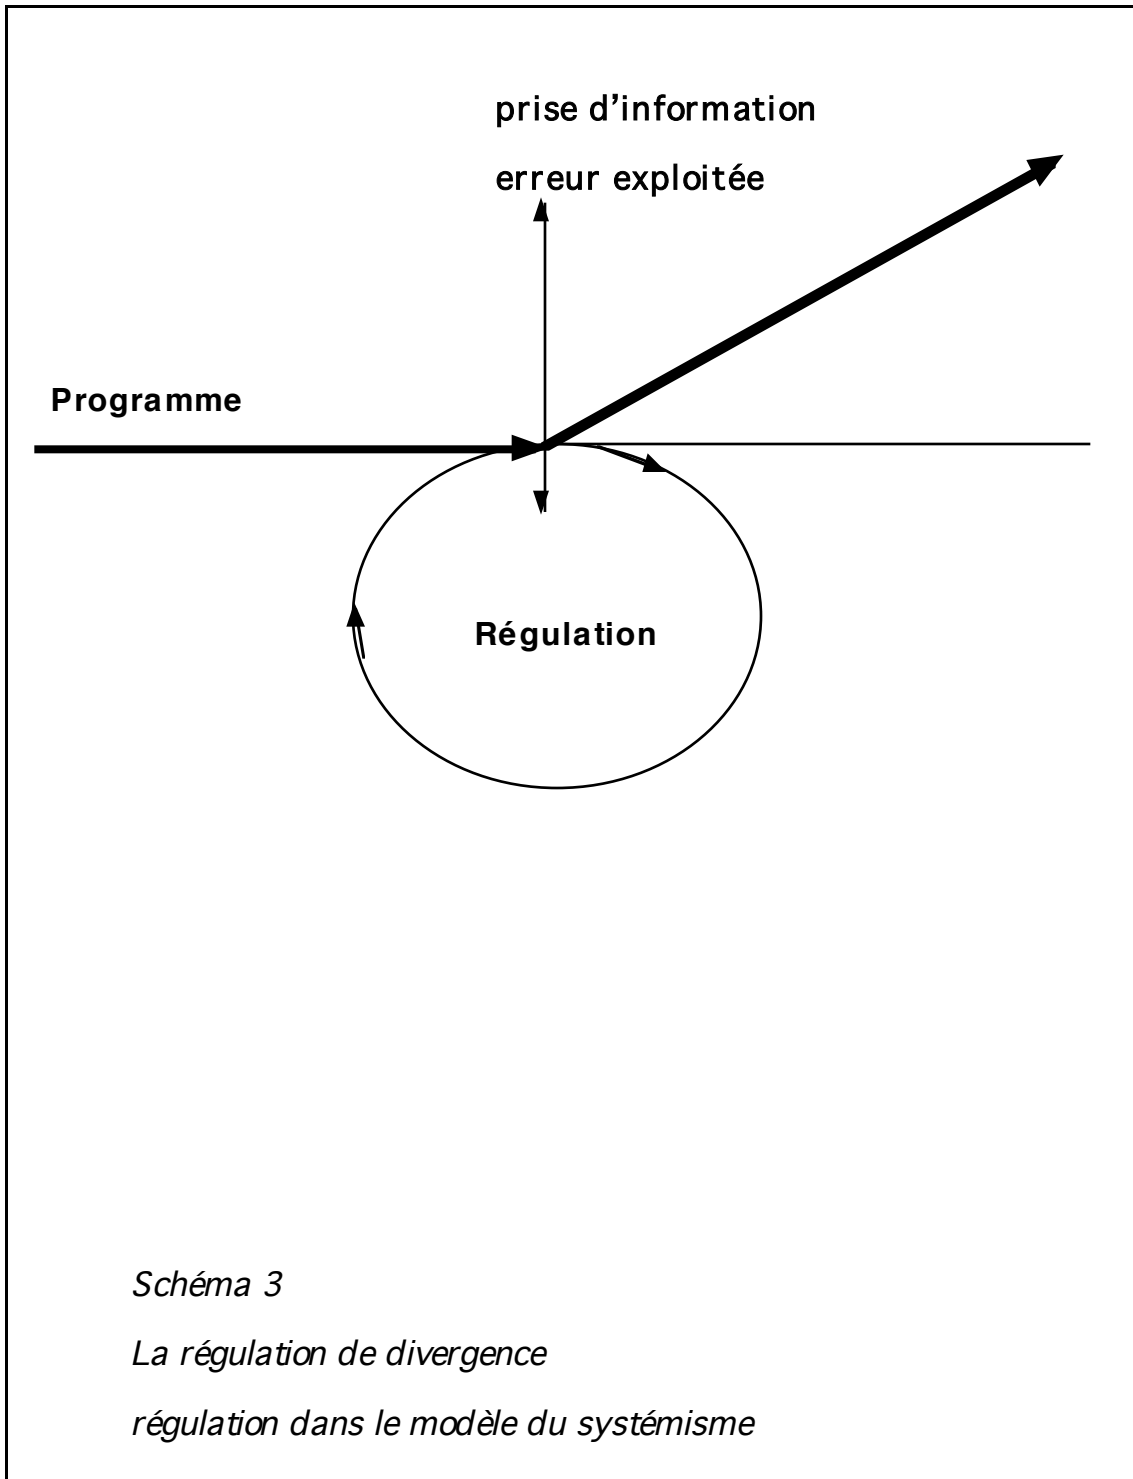 prise d'information
erreur exploitée
Programme
Régulation
Schéma 3
La régulation de divergence
régulation dans le modèle du systémisme